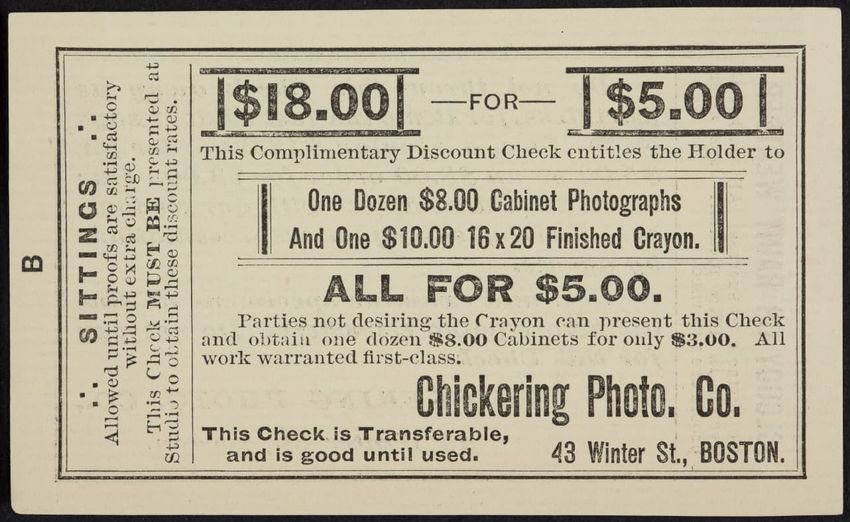 B
∴ SITTINGS ∴
Allowed until proofs are satisfactory
without extra charge.
This Check MUST BE presented at
Studio to obtain these discount rates.
$18.00 —FOR— $5.00
This Complimentary Discount Check entitles the Holder to
One Dozen $8.00 Cabinet Photographs
And One $10.00 16 x 20 Finished Crayon.
ALL FOR $5.00.
Parties not desiring the Crayon can present this Check
and obtain one dozen $8.00 Cabinets for only $3.00. All
work warranted first-class.
Chickering Photo. Co.
This Check is Transferable,
and is good until used.
43 Winter St., BOSTON.